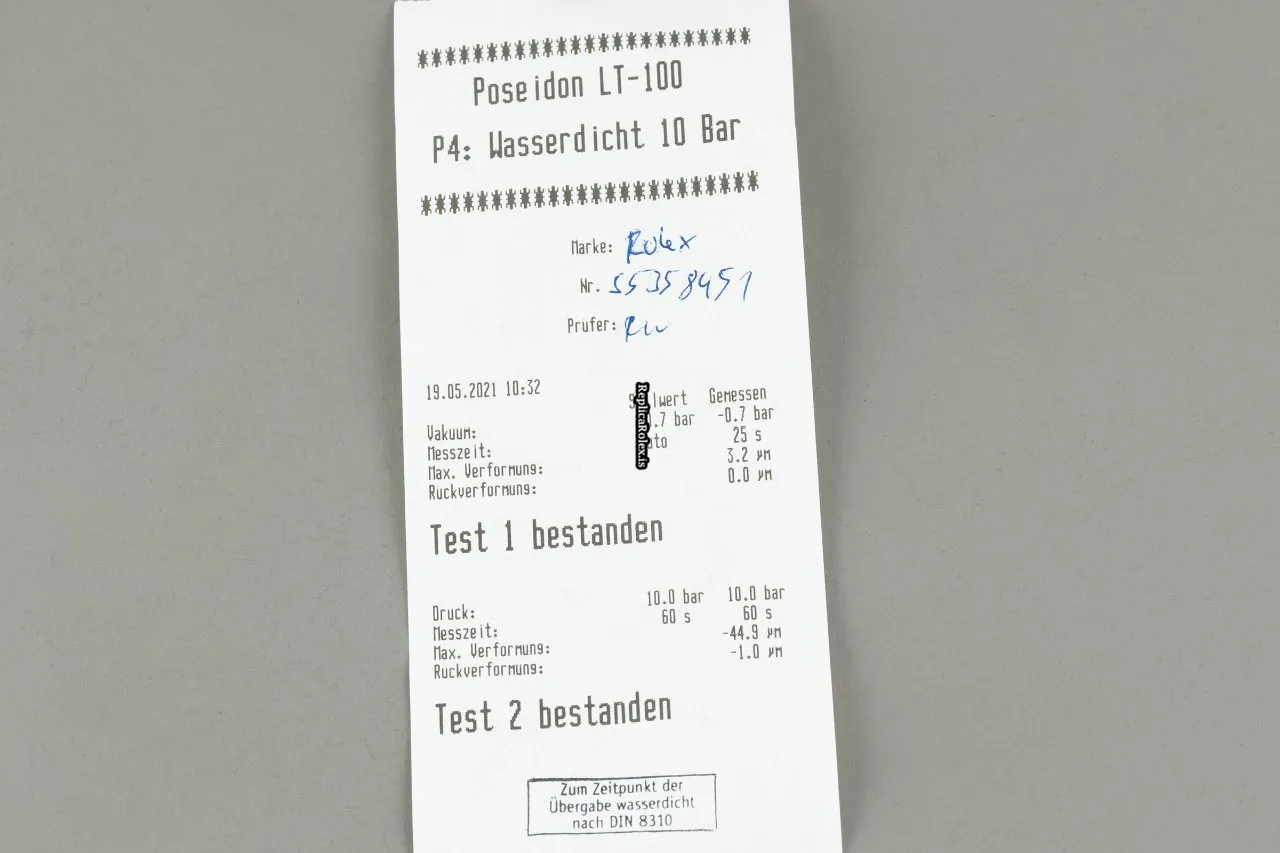 ************************
Poseidon LT-100
P4: Wasserdicht 10 Bar
************************
Marke: Rolex
Nr. 55358451
Prufer:
19.05.2021 10:32
Gemessen
Vakuum: -0.7 bar
Messzeit: 25 s
Max. Verformung: 3.2 µm
Ruckverformung: 0.0 µm
ReplicaRolex.is
Test 1 bestanden
Druck: 10.0 bar 10.0 bar
Messzeit: 60 s 60 s
Max. Verformung: -44.9 µm
Ruckverformung: -1.0 µm
Test 2 bestanden
Zum Zeitpunkt der
Übergabe wasserdicht
nach DIN 8310